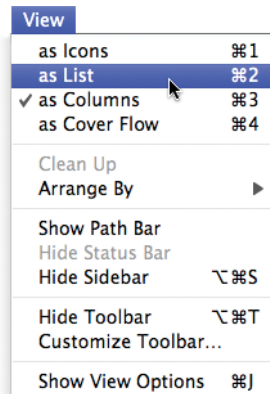 View
as Icons ⌘1
as List ⌘2
✓ as Columns ⌘3
as Cover Flow ⌘4
Clean Up
Arrange By ▶
Show Path Bar
Hide Status Bar
Hide Sidebar ⌥⌘S
Hide Toolbar ⌥⌘T
Customize Toolbar...
Show View Options ⌘J